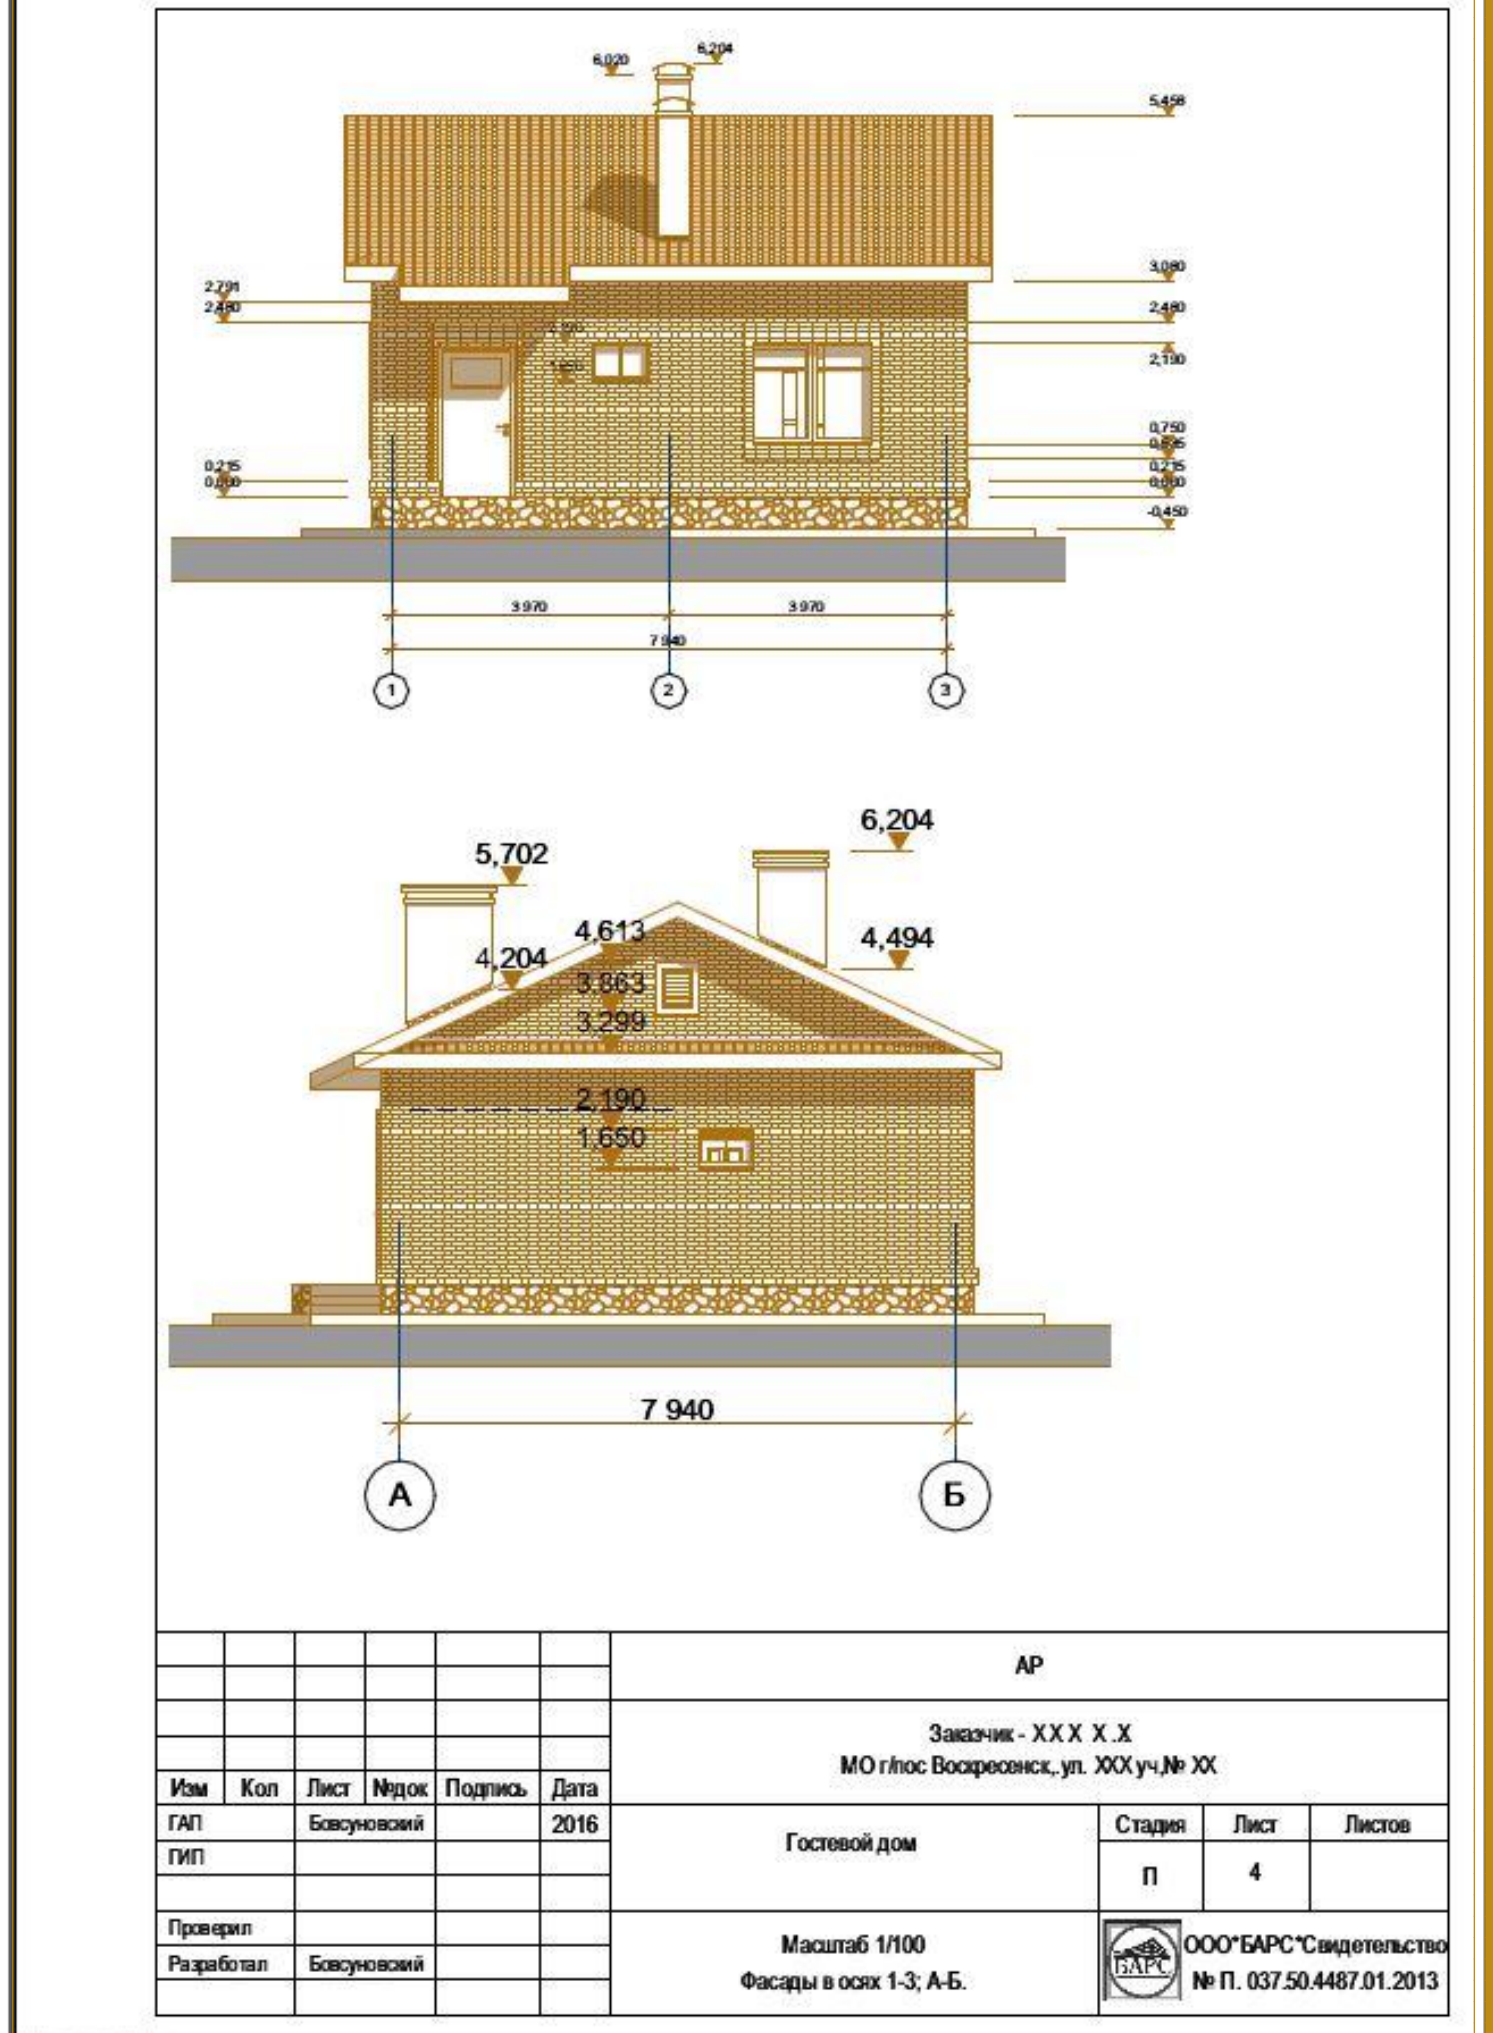 6,020
6,204
5,458
3,080
2,791
2,480
2,480
2,190
2,190
1,650
0,750
0,215
0,215
0,000
0,000
-0,450
3 970
3 970
7 940
1
2
3
6,204
5,702
4,613
4,494
4,204
3,863
3,299
2,190
1,650
7 940
А
Б
АР
Заказчик - XXX X .X
МО г/пос Воскресенск,.ул. XXX уч,№ XX
Изм Кол Лист №док Подпись Дата
ГАП Бовсуновский 2016
Гостевой дом
Стадия Лист Листов
ГИП
П 4
Проверил
Масштаб 1/100
Фасады в осях 1-3; А-Б.
Разработал Бовсуновский
БАРС
ООО"БАРС"Свидетельство
№ П. 037.50.4487.01.2013